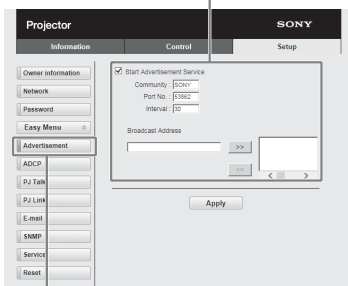 Projector
SONY
Information
Control
Setup
Owner information
Network
Password
Easy Menu
Advertisement
ADCP
PJ Talk
PJ Link
E-mail
SNMP
Service
Reset
Start Advertisement Service
Community : SONY
Port No. : 53862
Interval : 30
Broadcast Address
>>
<<
< >
Apply